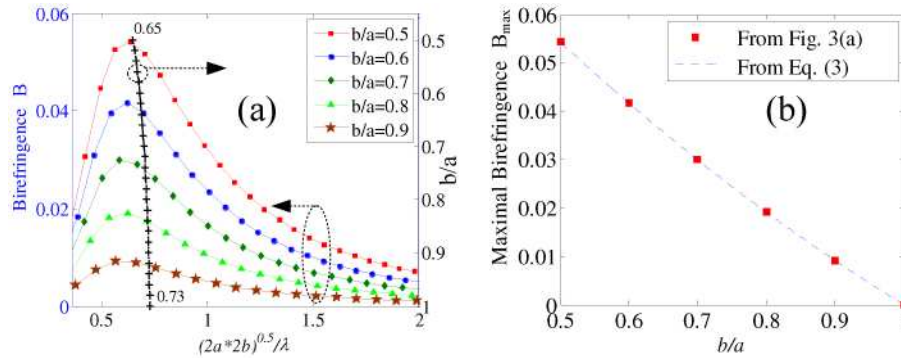 0.06
0.04
0.02
0
Birefringence B
0.65
0.73
(a)
b/a=0.5
b/a=0.6
b/a=0.7
b/a=0.8
b/a=0.9
0.5
0.6
0.7
0.8
0.9
1
b/a
0.5
1
1.5
2
(2a*2b)^0.5/λ
0.06
0.05
0.04
0.03
0.02
0.01
0
Maximal Birefringence B_max
From Fig. 3(a)
From Eq. (3)
(b)
0.5
0.6
0.7
0.8
0.9
b/a